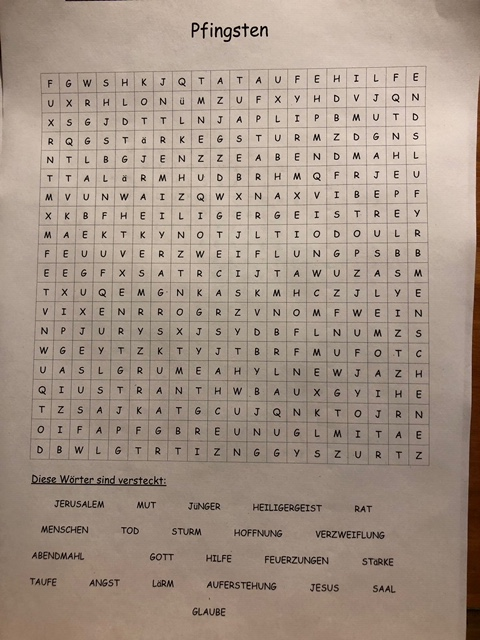 Pfingsten
F G W S H K J Q T A T A U F E H I L F E
U X R H L O N ü M Z U F X Y H D V J Q N
X S G J D T T L N J A P L I P B M U T D
R Q G S T ä R K E G S T U R M Z D G N S
N T L B G J E N Z Z E A B E N D M A H L
T T A L ä R M H U D B R H M Q F R J E U
M V U N W A I Z Q W X N A X V I B E P F
X K B F H E I L I G E R G E I S T R E Y
M A E K T K Y N O T J L T I O D O U L R
F E U U V E R Z W E I F L U N G P S B B
E E G F X S A T R C I J T A W U Z A S M
T X U Q E M G N K A S K M H C Z J L Y E
V I X E N R R O G R Z V N O M F W E I N
N P J U R Y S X J S Y D B F L N U M Z S
W G E Y T Z K T Y J T B R F M U F O T C
U A S L G R U M E A H Y L N E W J A Z H
Q I U S T R A N T H W B A U X G Y I H E
T Z S A J K A T G C U J Q N K T O J R N
O I F A P F G B R E U N U G L M I T A E
D B W L G T R T I Z N G G Y S Z U R T Z
Diese Wörter sind versteckt:
JERUSALEM MUT JüNGER HEILIGERGEIST RAT
MENSCHEN TOD STURM HOFFNUNG VERZWEIFLUNG
ABENDMAHL GOTT HILFE FEUERZUNGEN STäRKE
TAUFE ANGST LäRM AUFERSTEHUNG JESUS SAAL
GLAUBE